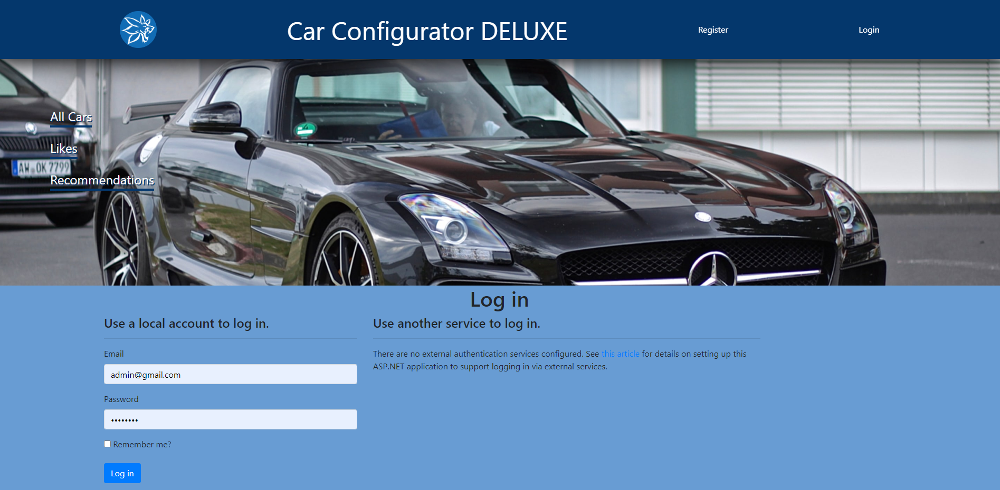 Car Configurator DELUXE
Register
Login
All Cars
Likes
Recommendations
AW OK 7799
4
Log in
Use a local account to log in.
Use another service to log in.
Email
There are no external authentication services configured. See this article for details on setting up this
ASP.NET application to support logging in via external services.
admin@gmail.com
Password
••••••••
Remember me?
Log in